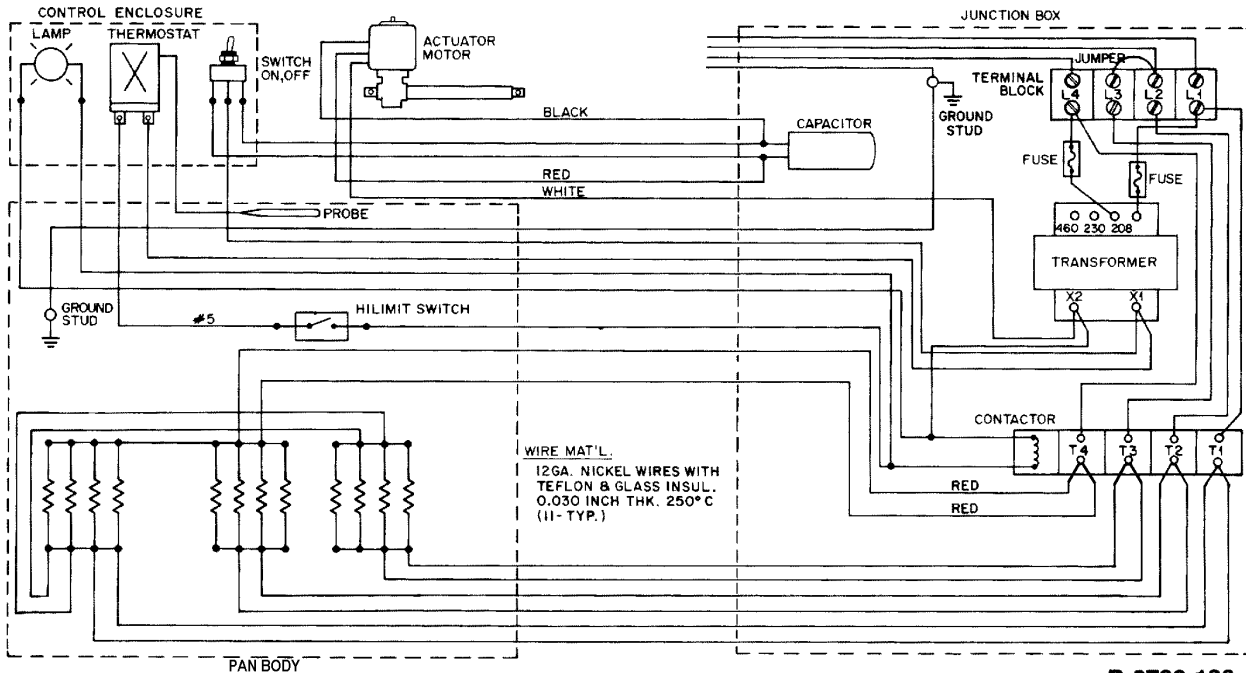 CONTROL ENCLOSURE
LAMP
THERMOSTAT
SWITCH
ON,OFF
ACTUATOR
MOTOR
BLACK
RED
WHITE
CAPACITOR
JUNCTION BOX
JUMPER
TERMINAL
BLOCK
L4 L3 L2 L1
GROUND
STUD
FUSE
FUSE
460 230 208
TRANSFORMER
X2 X1
PROBE
GROUND
STUD
#5
HILIMIT SWITCH
CONTACTOR
T4 T3 T2 T1
RED
RED
WIRE MAT'L.
12GA. NICKEL WIRES WITH
TEFLON & GLASS INSUL.
0.030 INCH THK. 250°C
(11-TYP.)
PAN BODY